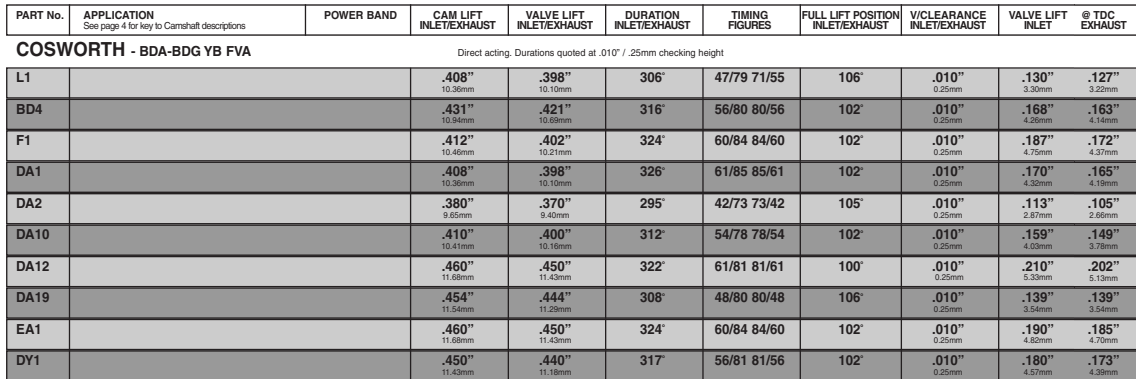 PART No. APPLICATION POWER BAND CAM LIFT VALVE LIFT DURATION TIMING FULL LIFT POSITION V/CLEARANCE VALVE LIFT @ TDC
See page 4 for key to Camshaft descriptions INLET/EXHAUST INLET/EXHAUST INLET/EXHAUST FIGURES INLET/EXHAUST INLET/EXHAUST INLET EXHAUST
COSWORTH - BDA-BDG YB FVA Direct acting. Durations quoted at .010" / .25mm checking height
L1 .408" .398" 306° 47/79 71/55 106° .010" .130" .127"
10.36mm 10.10mm 0.25mm 3.30mm 3.22mm
BD4 .431" .421" 316° 56/80 80/56 102° .010" .168" .163"
10.94mm 10.69mm 0.25mm 4.26mm 4.14mm
F1 .412" .402" 324° 60/84 84/60 102° .010" .187" .172"
10.46mm 10.21mm 0.25mm 4.75mm 4.37mm
DA1 .408" .398" 326° 61/85 85/61 102° .010" .170" .165"
10.36mm 10.10mm 0.25mm 4.32mm 4.19mm
DA2 .380" .370" 295° 42/73 73/42 105° .010" .113" .105"
9.65mm 9.40mm 0.25mm 2.87mm 2.66mm
DA10 .410" .400" 312° 54/78 78/54 102° .010" .159" .149"
10.41mm 10.16mm 0.25mm 4.03mm 3.78mm
DA12 .460" .450" 322° 61/81 81/61 100° .010" .210" .202"
11.68mm 11.43mm 0.25mm 5.33mm 5.13mm
DA19 .454" .444" 308° 48/80 80/48 106° .010" .139" .139"
11.54mm 11.29mm 0.25mm 3.54mm 3.54mm
EA1 .460" .450" 324° 60/84 84/60 102° .010" .190" .185"
11.68mm 11.43mm 0.25mm 4.82mm 4.70mm
DY1 .450" .440" 317° 56/81 81/56 102° .010" .180" .173"
11.43mm 11.18mm 0.25mm 4.57mm 4.39mm